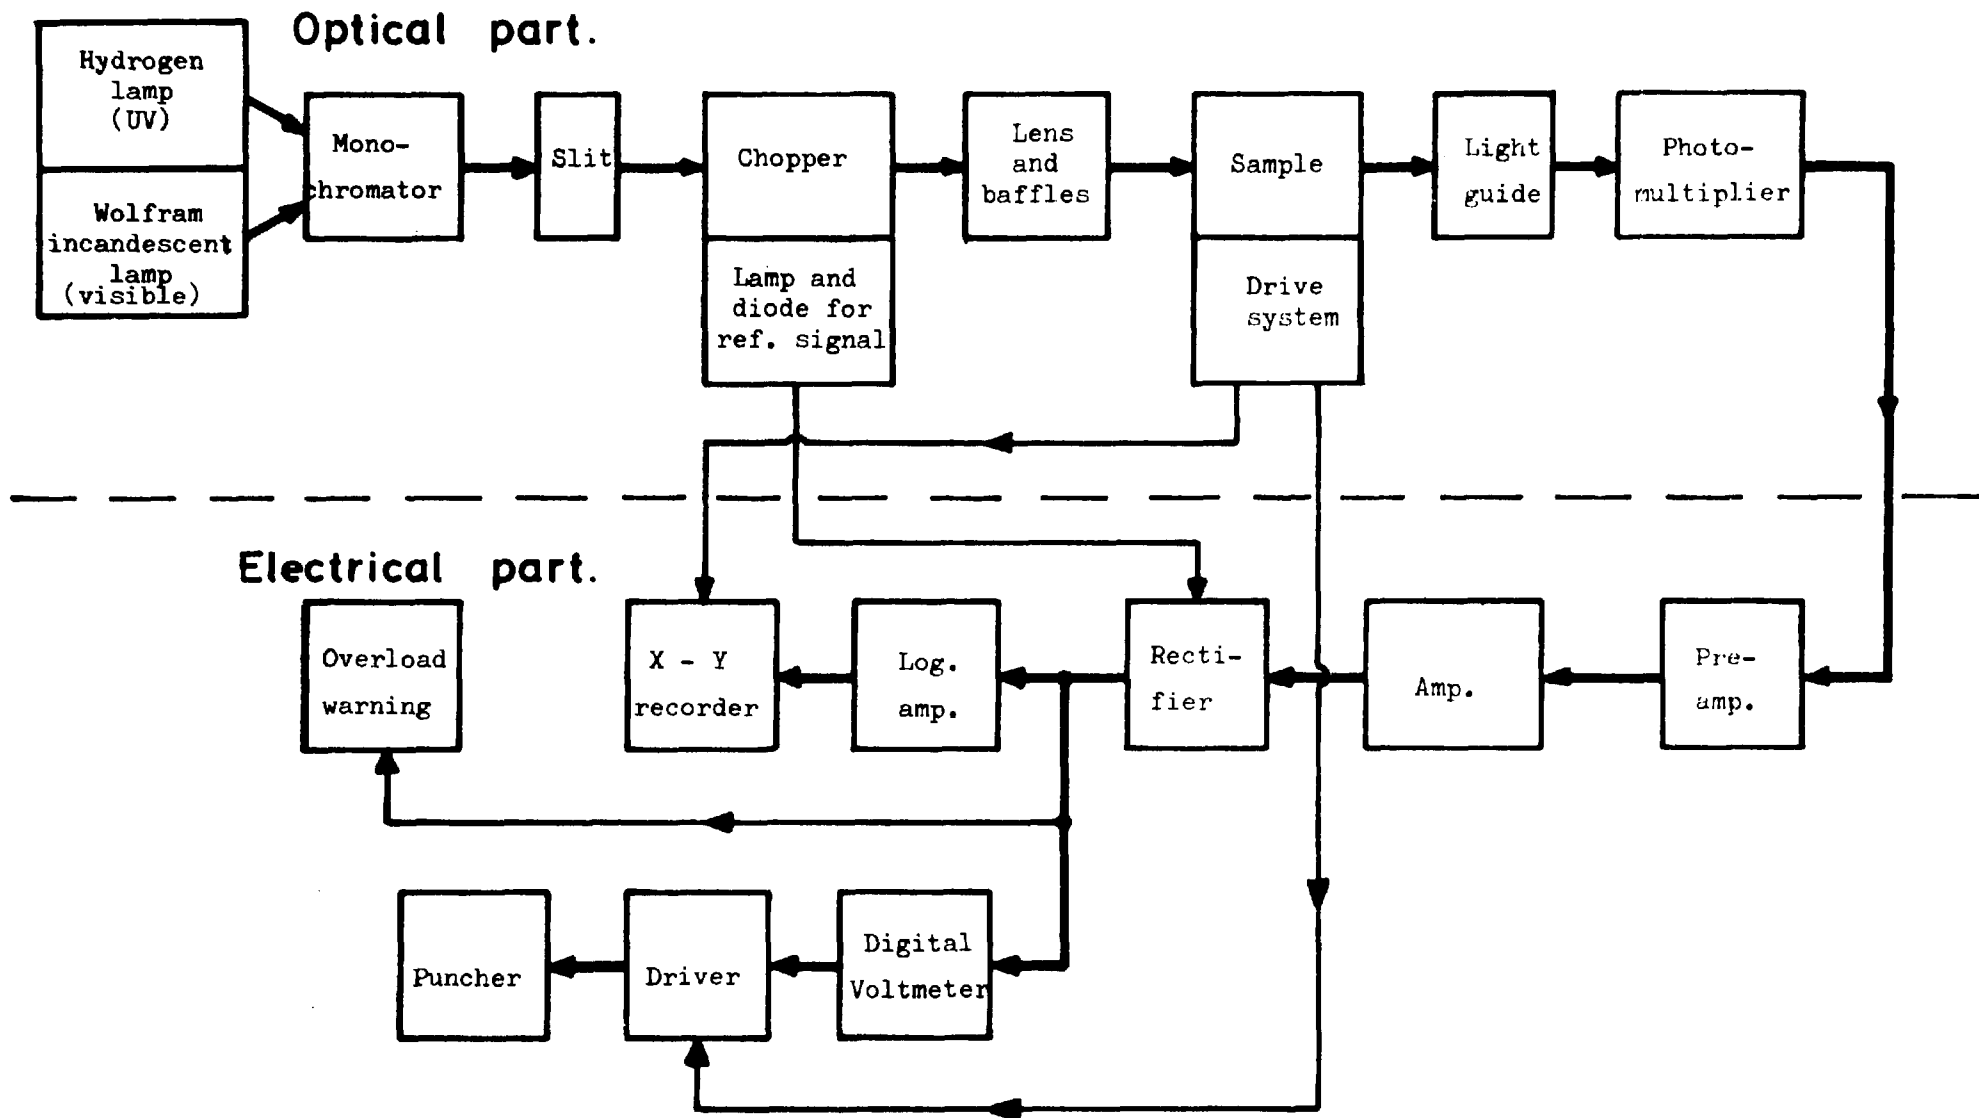 Optical part.
Hydrogen
lamp
(UV)
Wolfram
incandescent
lamp
(visible)
Mono-
chromator
Slit
Chopper
Lamp and
diode for
ref. signal
Lens
and
baffles
Sample
Drive
system
Light
guide
Photo-
multiplier
Electrical part.
Overload
warning
X - Y
recorder
Log.
amp.
Recti-
fier
Amp.
Pre-
amp.
Puncher
Driver
Digital
Voltmeter